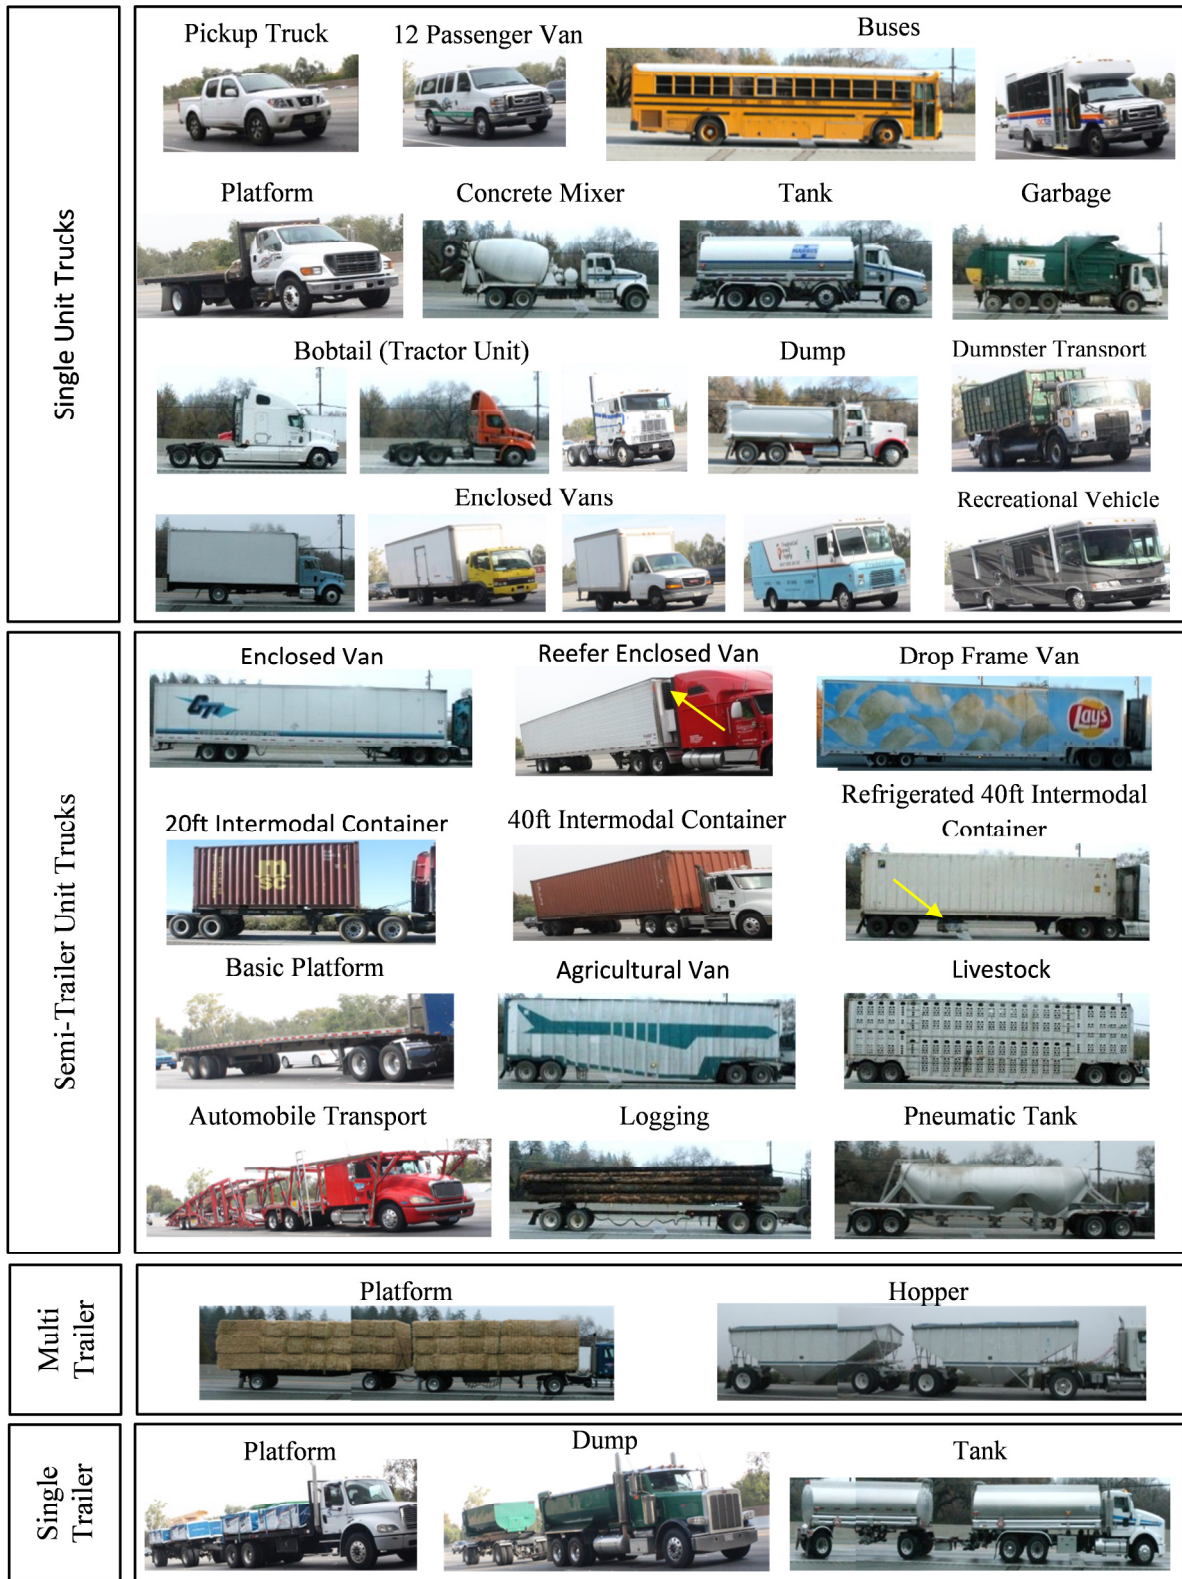 Single Unit Trucks
Pickup Truck
12 Passenger Van
Buses
Platform
Concrete Mixer
Tank
Garbage
WM
Bobtail (Tractor Unit)
Dump
Dumpster Transport
Enclosed Vans
Recreational Vehicle
Semi-Trailer Unit Trucks
Enclosed Van
Reefer Enclosed Van
Drop Frame Van
Lays
20ft Intermodal Container
40ft Intermodal Container
Refrigerated 40ft Intermodal
Container
msc
Basic Platform
Agricultural Van
Livestock
Automobile Transport
Logging
Pneumatic Tank
Multi
Trailer
Platform
Hopper
Single
Trailer
Platform
Dump
Tank